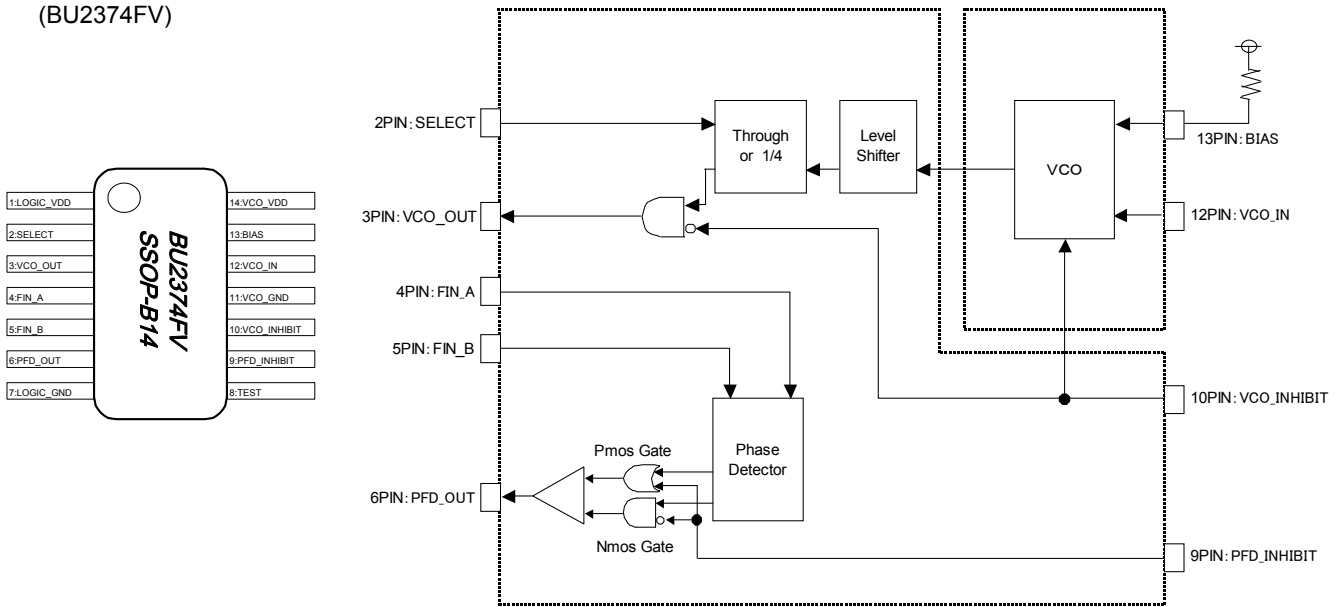 (BU2374FV)
1:LOGIC_VDD
2:SELECT
3:VCO_OUT
4:FIN_A
5:FIN_B
6:PFD_OUT
7:LOGIC_GND
BU2374FV
SSOP-B14
14:VCO_VDD
13:BIAS
12:VCO_IN
11:VCO_GND
10:VCO_INHIBIT
9:PFD_INHIBIT
8:TEST
2PIN:SELECT
3PIN:VCO_OUT
4PIN:FIN_A
5PIN:FIN_B
6PIN:PFD_OUT
Through
or 1/4
Level
Shifter
VCO
13PIN:BIAS
12PIN:VCO_IN
10PIN:VCO_INHIBIT
Pmos Gate
Phase
Detector
Nmos Gate
9PIN:PFD_INHIBIT